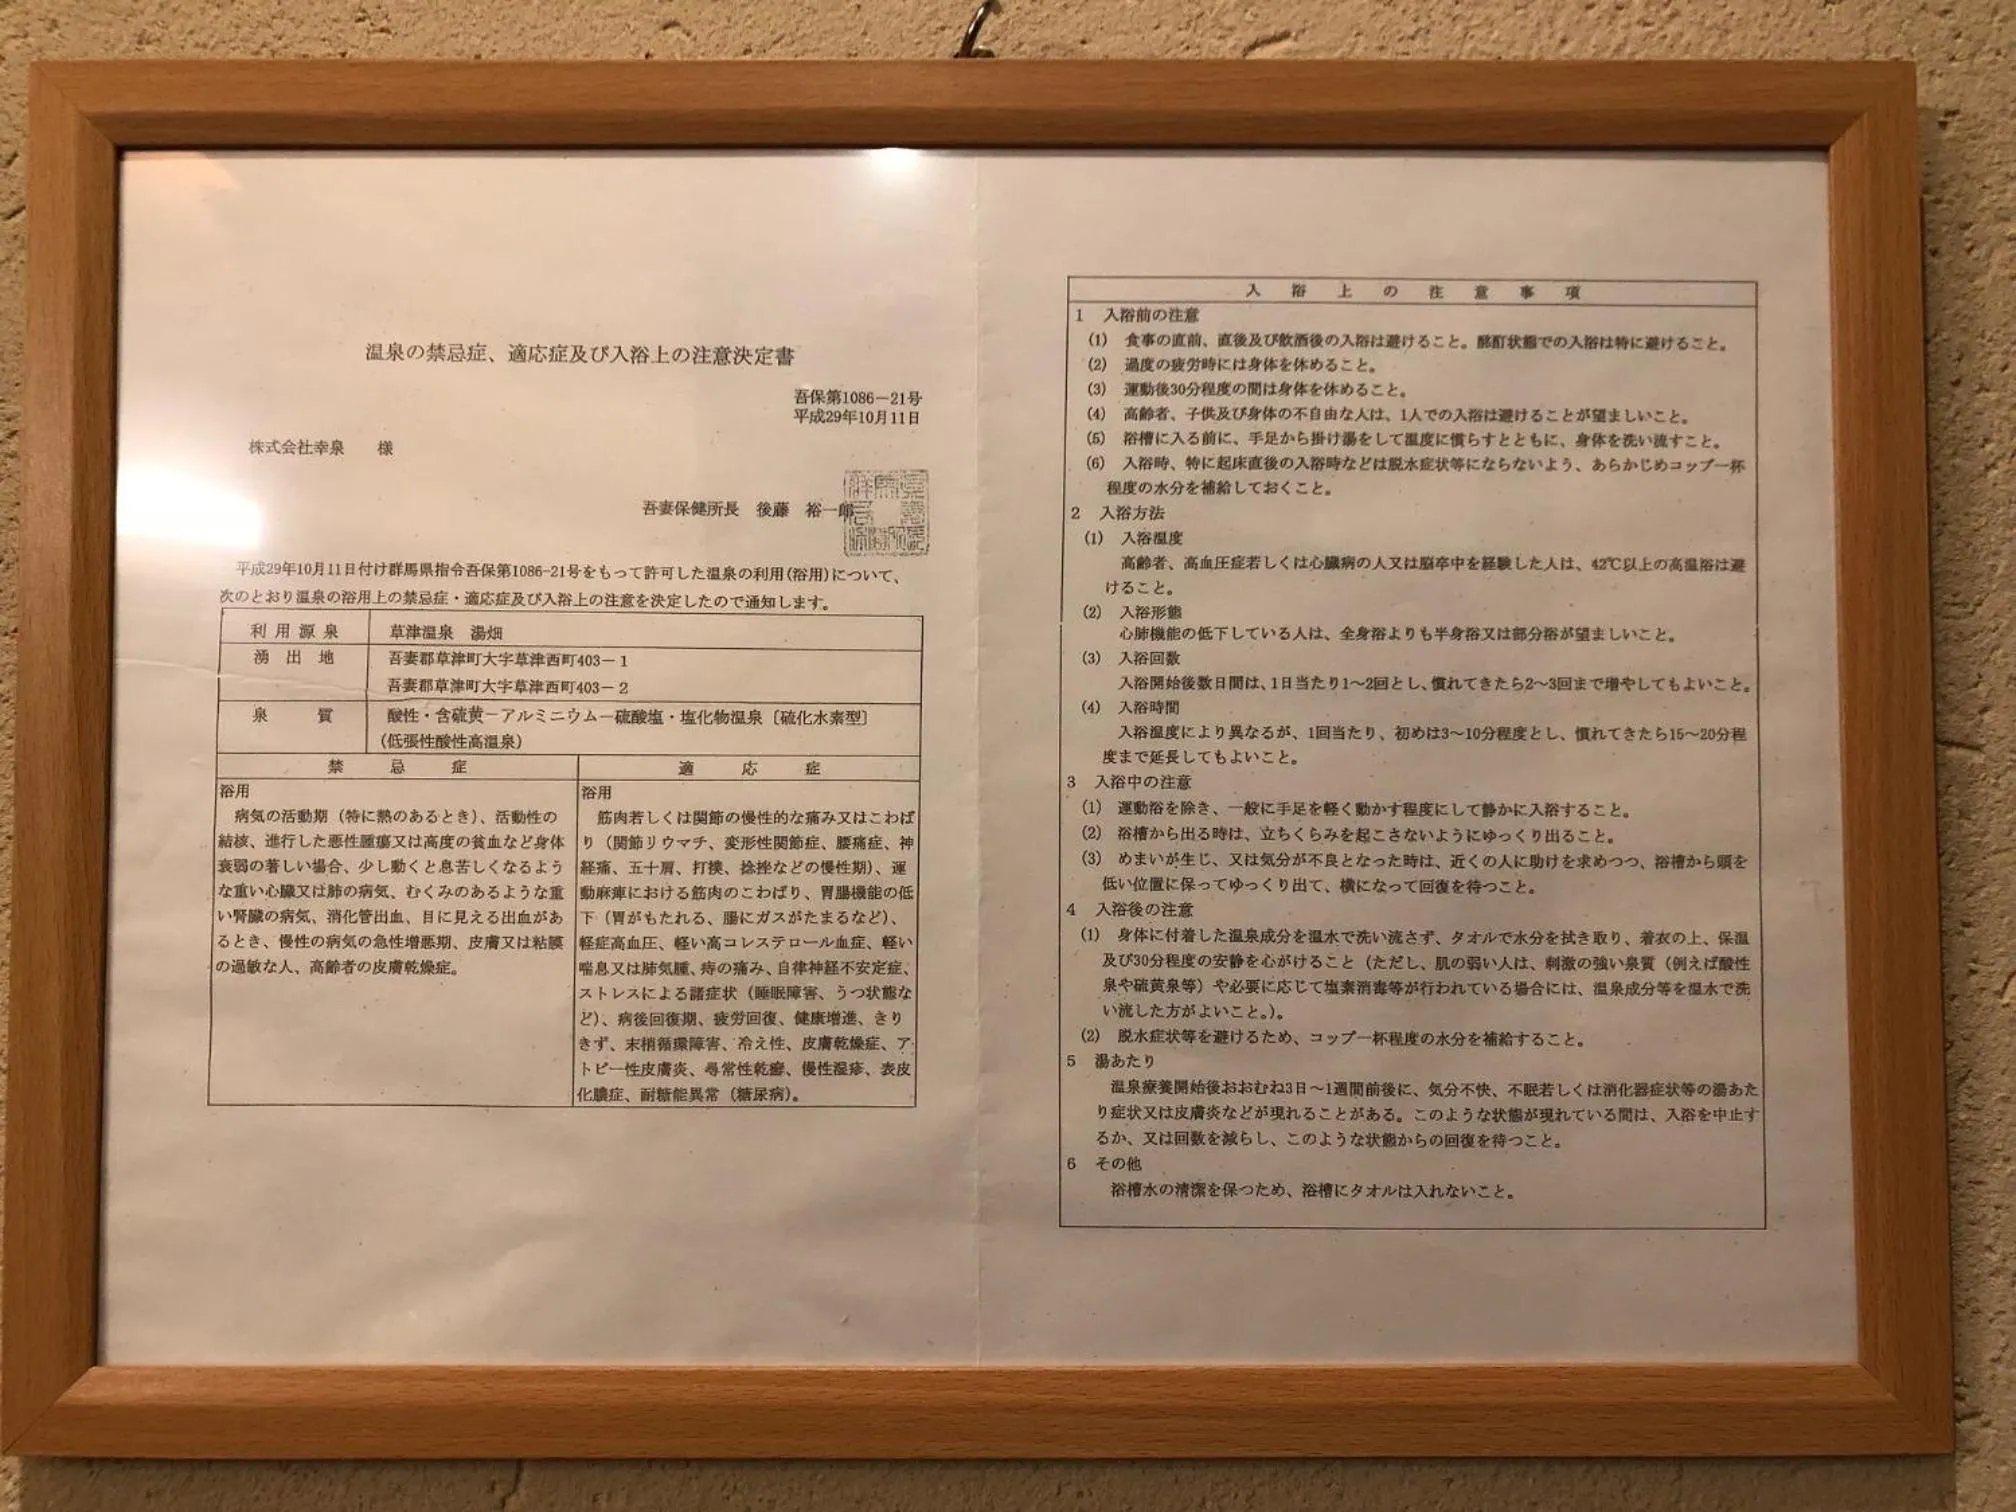 温泉の禁忌症、適応症及び入浴上の注意決定書
吾保第1086－21号
平成29年10月11日
株式会社幸泉　様
吾妻保健所長　後藤　裕一郎
平成29年10月11日付け群馬県指令吾保第1086-21号をもって許可した温泉の利用(浴用)について、
次のとおり温泉の浴用上の禁忌症・適応症及び入浴上の注意を決定したので通知します。
利用源泉　草津温泉　湯畑
湧出地　吾妻郡草津町大字草津西町403－1
吾妻郡草津町大字草津西町403－2
泉質　酸性・含硫黄－アルミニウム－硫酸塩・塩化物温泉〔硫化水素型〕
(低張性酸性高温泉)
禁忌症　適応症
浴用
病気の活動期（特に熱のあるとき）、活動性の
結核、進行した悪性腫瘍又は高度の貧血など身体
衰弱の著しい場合、少し動くと息苦しくなるよう
な重い心臓又は肺の病気、むくみのあるような重
い腎臓の病気、消化管出血、目に見える出血があ
るとき、慢性の病気の急性増悪期、皮膚又は粘膜
の過敏な人、高齢者の皮膚乾燥症。
浴用
筋肉若しくは関節の慢性的な痛み又はこわば
り（関節リウマチ、変形性関節症、腰痛症、神
経痛、五十肩、打撲、捻挫などの慢性期）、運
動麻痺における筋肉のこわばり、胃腸機能の低
下（胃がもたれる、腸にガスがたまるなど）、
軽症高血圧、軽い高コレステロール血症、軽い
喘息又は肺気腫、痔の痛み、自律神経不安定症、
ストレスによる諸症状（睡眠障害、うつ状態な
ど）、病後回復期、疲労回復、健康増進、きり
きず、末梢循環障害、冷え性、皮膚乾燥症、ア
トピー性皮膚炎、尋常性乾癬、慢性湿疹、表皮
化膿症、耐糖能異常（糖尿病）。
入浴上の注意事項
1　入浴前の注意
(1)　食事の直前、直後及び飲酒後の入浴は避けること。酩酊状態での入浴は特に避けること。
(2)　過度の疲労時には身体を休めること。
(3)　運動後30分程度の間は身体を休めること。
(4)　高齢者、子供及び身体の不自由な人は、1人での入浴は避けることが望ましいこと。
(5)　浴槽に入る前に、手足から掛け湯をして温度に慣らすとともに、身体を洗い流すこと。
(6)　入浴時、特に起床直後の入浴時などは脱水症状等にならないよう、あらかじめコップ一杯
程度の水分を補給しておくこと。
2　入浴方法
(1)　入浴温度
高齢者、高血圧症若しくは心臓病の人又は脳卒中を経験した人は、42℃以上の高温浴は避
けること。
(2)　入浴形態
心肺機能の低下している人は、全身浴よりも半身浴又は部分浴が望ましいこと。
(3)　入浴回数
入浴開始後数日間は、1日当たり1～2回とし、慣れてきたら2～3回まで増やしてもよいこと。
(4)　入浴時間
入浴温度により異なるが、1回当たり、初めは3～10分程度とし、慣れてきたら15～20分程
度まで延長してもよいこと。
3　入浴中の注意
(1)　運動浴を除き、一般に手足を軽く動かす程度にして静かに入浴すること。
(2)　浴槽から出る時は、立ちくらみを起こさないようにゆっくり出ること。
(3)　めまいが生じ、又は気分が不良となった時は、近くの人に助けを求めつつ、浴槽から頭を
低い位置に保ってゆっくり出て、横になって回復を待つこと。
4　入浴後の注意
(1)　身体に付着した温泉成分を温水で洗い流さず、タオルで水分を拭き取り、着衣の上、保温
及び30分程度の安静を心がけること（ただし、肌の弱い人は、刺激の強い泉質（例えば酸性
泉や硫黄泉等）や必要に応じて塩素消毒等が行われている場合には、温泉成分等を温水で洗
い流した方がよいこと。)。
(2)　脱水症状等を避けるため、コップ一杯程度の水分を補給すること。
5　湯あたり
温泉療養開始後おおむね3日～1週間前後に、気分不快、不眠若しくは消化器症状等の湯あた
り症状又は皮膚炎などが現れることがある。このような状態が現れている間は、入浴を中止す
るか、又は回数を減らし、このような状態からの回復を待つこと。
6　その他
浴槽水の清潔を保つため、浴槽にタオルは入れないこと。